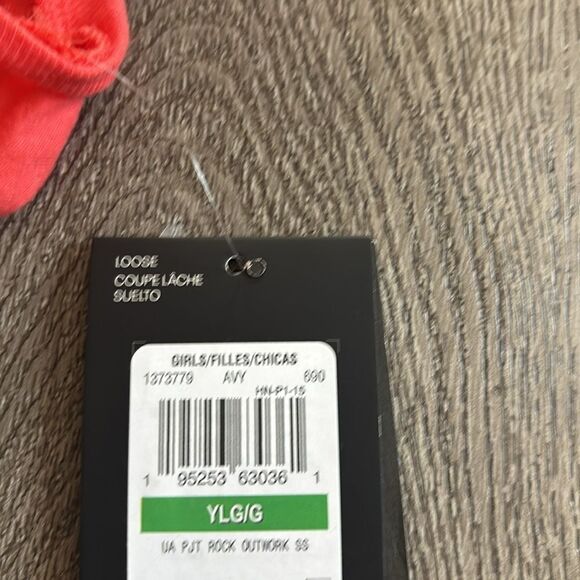 LOOSE
COUPE LÂCHE
SUELTO
GIRLS/FILLES/CHICAS
1373779 AVY 690
HN-P1-15
1 95253 63036 1
YLG/G
UA PJT ROCK OUTWORK SS